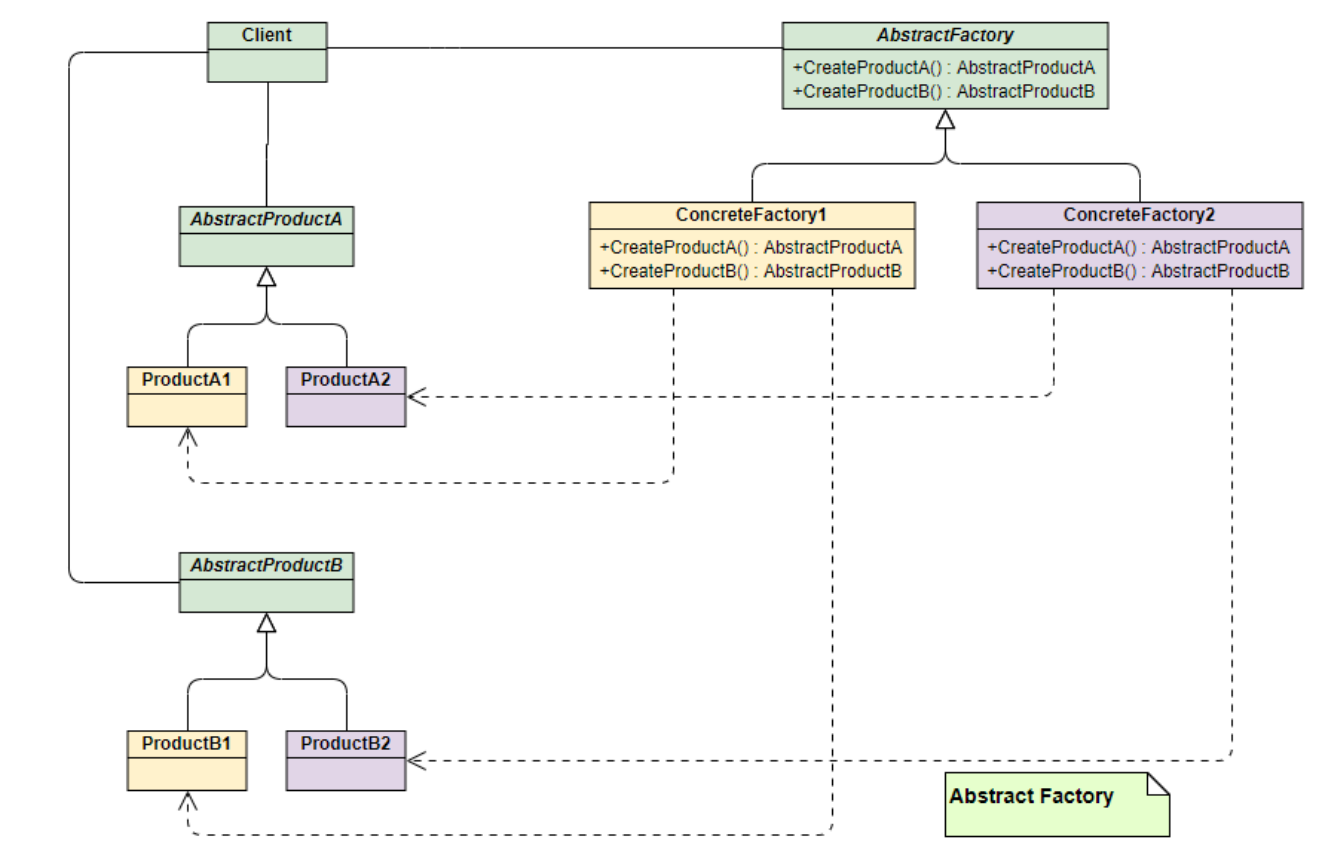 Client
AbstractFactory
+CreateProductA() : AbstractProductA
+CreateProductB() : AbstractProductB
AbstractProductA
ConcreteFactory1
+CreateProductA() : AbstractProductA
+CreateProductB() : AbstractProductB
ConcreteFactory2
+CreateProductA() : AbstractProductA
+CreateProductB() : AbstractProductB
ProductA1
ProductA2
AbstractProductB
ProductB1
ProductB2
Abstract Factory